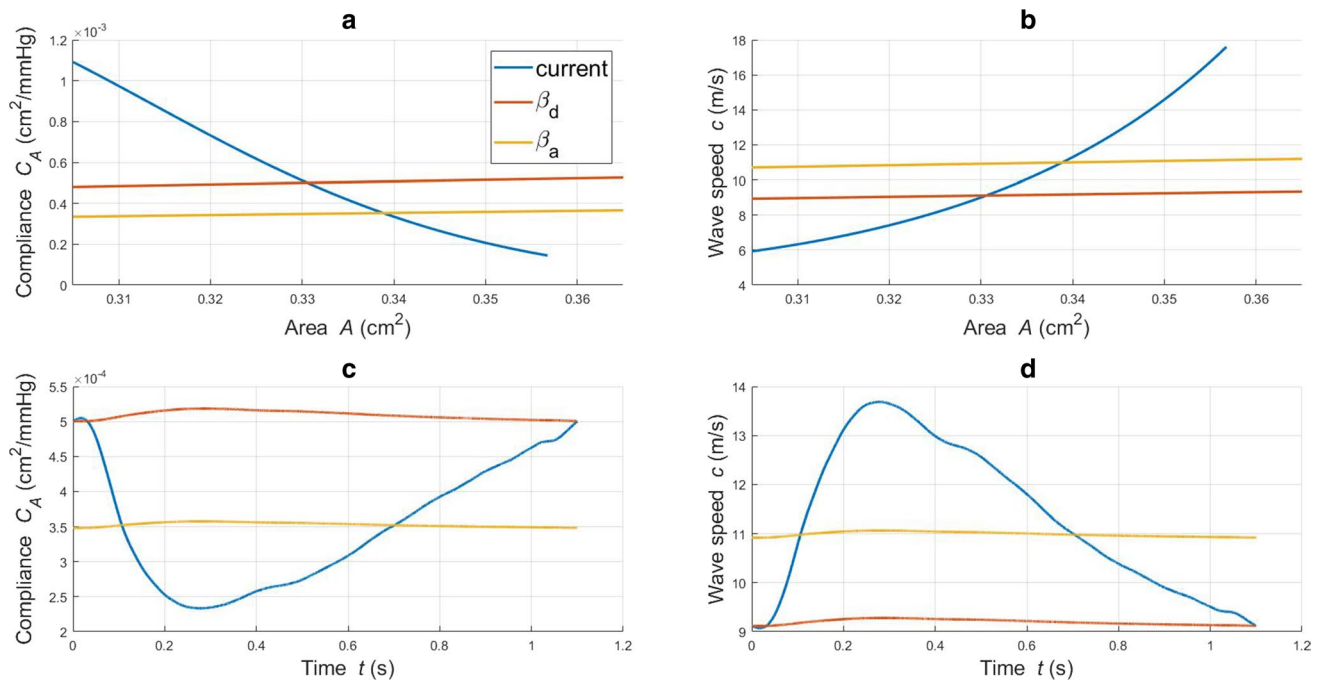 a
×10⁻³
1.2
1
0.8
0.6
0.4
0.2
0
Compliance C_A (cm²/mmHg)
0.31 0.32 0.33 0.34 0.35 0.36
Area A (cm²)
current
β_d
β_a
b
18
16
14
12
10
8
6
4
Wave speed c (m/s)
0.31 0.32 0.33 0.34 0.35 0.36
Area A (cm²)
c
×10⁻⁴
5.5
5
4.5
4
3.5
3
2.5
2
Compliance C_A (cm²/mmHg)
0 0.2 0.4 0.6 0.8 1 1.2
Time t (s)
d
14
13
12
11
10
9
Wave speed c (m/s)
0 0.2 0.4 0.6 0.8 1 1.2
Time t (s)